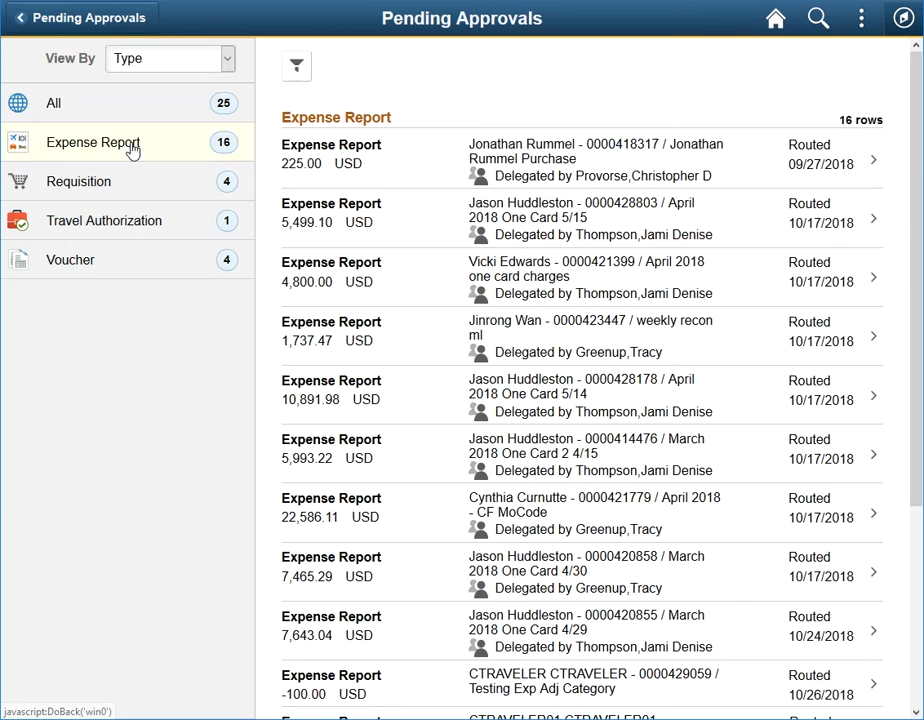 Pending Approvals
Pending Approvals
View By
Type
All
25
Expense Report
16
Requisition
4
Travel Authorization
1
Voucher
4
Expense Report
16 rows
Expense Report
225.00 USD
Jonathan Rummel - 0000418317 / Jonathan
Rummel Purchase
Delegated by Provorse,Christopher D
Routed
09/27/2018
Expense Report
5,499.10 USD
Jason Huddleston - 0000428803 / April
2018 One Card 5/15
Delegated by Thompson,Jami Denise
Routed
10/17/2018
Expense Report
4,800.00 USD
Vicki Edwards - 0000421399 / April 2018
one card charges
Delegated by Thompson,Jami Denise
Routed
10/17/2018
Expense Report
1,737.47 USD
Jinrong Wan - 0000423447 / weekly recon
ml
Delegated by Greenup,Tracy
Routed
10/17/2018
Expense Report
10,891.98 USD
Jason Huddleston - 0000428178 / April
2018 One Card 5/14
Delegated by Thompson,Jami Denise
Routed
10/17/2018
Expense Report
5,993.22 USD
Jason Huddleston - 0000414476 / March
2018 One Card 2 4/15
Delegated by Thompson,Jami Denise
Routed
10/17/2018
Expense Report
22,586.11 USD
Cynthia Curnutte - 0000421779 / April 2018
- CF MoCode
Delegated by Greenup,Tracy
Routed
10/17/2018
Expense Report
7,465.29 USD
Jason Huddleston - 0000420858 / March
2018 One Card 4/30
Delegated by Greenup,Tracy
Routed
10/17/2018
Expense Report
7,643.04 USD
Jason Huddleston - 0000420855 / March
2018 One Card 4/29
Delegated by Thompson,Jami Denise
Routed
10/24/2018
Expense Report
-100.00 USD
CTRAVELER CTRAVELER - 0000429059 /
Testing Exp Adj Category
Routed
10/26/2018
CTRAVELER01 CTRAVELER01
javascript:DoBack('win0')